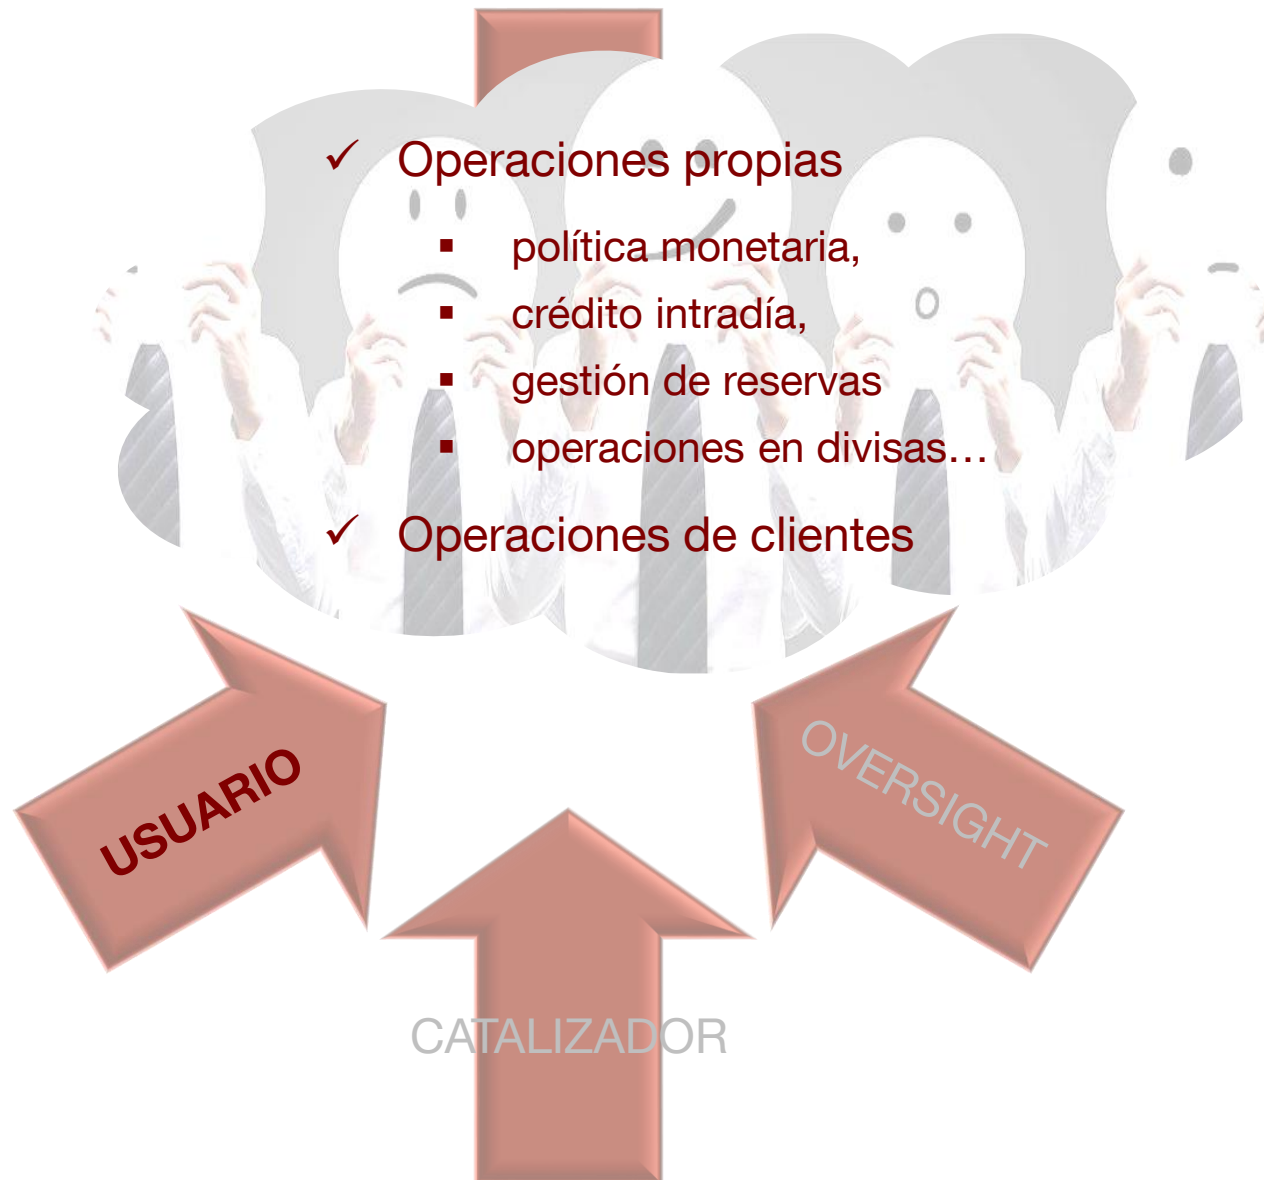 ✓ Operaciones propias
▪ política monetaria,
▪ crédito intradía,
▪ gestión de reservas
▪ operaciones en divisas…
✓ Operaciones de clientes
USUARIO
OVERSIGHT
CATALIZADOR